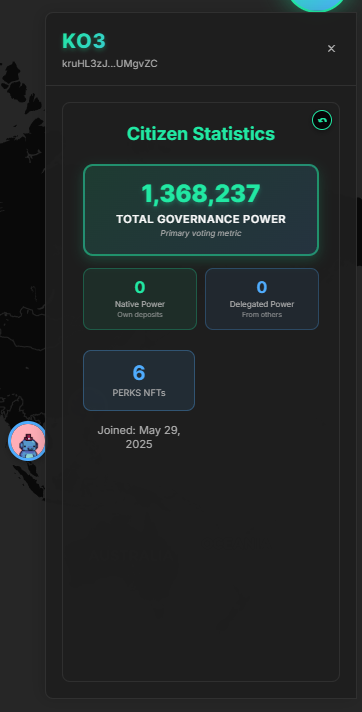 KO3
kruHL3zJ...UMgvZC
×
Citizen Statistics
1,368,237
TOTAL GOVERNANCE POWER
Primary voting metric
0
Native Power
Own deposits
0
Delegated Power
From others
6
PERKS NFTs
Joined: May 29,
2025